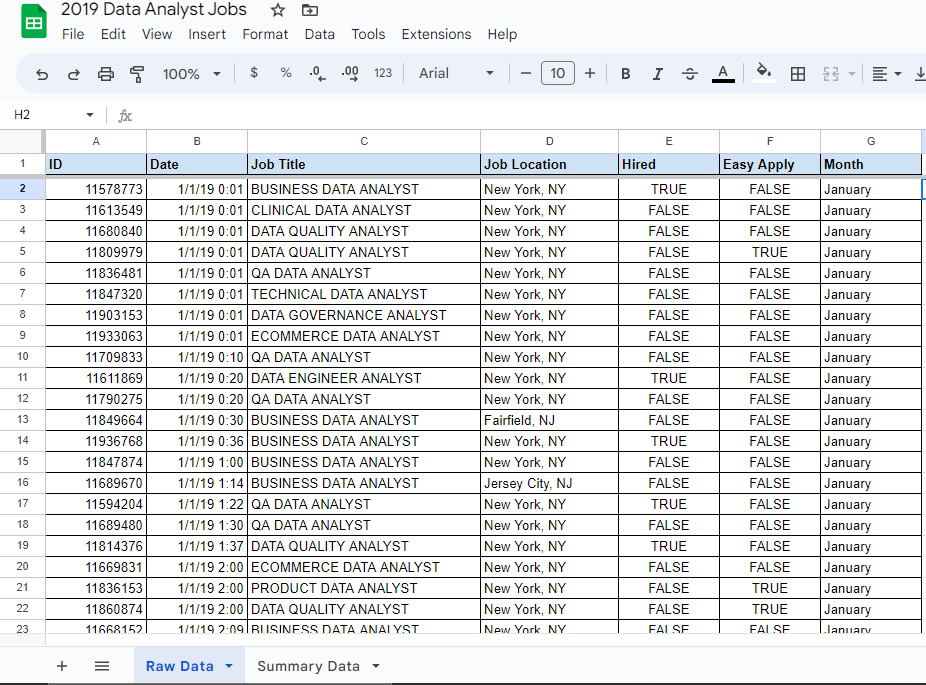 2019 Data Analyst Jobs
File Edit View Insert Format Data Tools Extensions Help
100% $ % .0 .00 123 Arial − 10 + B I S A
H2 fx
A B C D E F G
1 ID Date Job Title Job Location Hired Easy Apply Month
2 11578773 1/1/19 0:01 BUSINESS DATA ANALYST New York, NY TRUE FALSE January
3 11613549 1/1/19 0:01 CLINICAL DATA ANALYST New York, NY FALSE FALSE January
4 11680840 1/1/19 0:01 DATA QUALITY ANALYST New York, NY FALSE FALSE January
5 11809979 1/1/19 0:01 DATA QUALITY ANALYST New York, NY FALSE TRUE January
6 11836481 1/1/19 0:01 QA DATA ANALYST New York, NY FALSE FALSE January
7 11847320 1/1/19 0:01 TECHNICAL DATA ANALYST New York, NY FALSE FALSE January
8 11903153 1/1/19 0:01 DATA GOVERNANCE ANALYST New York, NY FALSE FALSE January
9 11933063 1/1/19 0:01 ECOMMERCE DATA ANALYST New York, NY FALSE FALSE January
10 11709833 1/1/19 0:10 QA DATA ANALYST New York, NY FALSE FALSE January
11 11611869 1/1/19 0:20 DATA ENGINEER ANALYST New York, NY TRUE FALSE January
12 11790275 1/1/19 0:20 QA DATA ANALYST New York, NY FALSE FALSE January
13 11849664 1/1/19 0:30 BUSINESS DATA ANALYST Fairfield, NJ FALSE FALSE January
14 11936768 1/1/19 0:36 BUSINESS DATA ANALYST New York, NY TRUE FALSE January
15 11847874 1/1/19 1:00 BUSINESS DATA ANALYST New York, NY FALSE FALSE January
16 11689670 1/1/19 1:14 BUSINESS DATA ANALYST Jersey City, NJ FALSE FALSE January
17 11594204 1/1/19 1:22 QA DATA ANALYST New York, NY TRUE FALSE January
18 11689480 1/1/19 1:30 QA DATA ANALYST New York, NY FALSE FALSE January
19 11814376 1/1/19 1:37 DATA QUALITY ANALYST New York, NY TRUE FALSE January
20 11669831 1/1/19 2:00 ECOMMERCE DATA ANALYST New York, NY FALSE FALSE January
21 11836153 1/1/19 2:00 PRODUCT DATA ANALYST New York, NY FALSE TRUE January
22 11860874 1/1/19 2:00 DATA QUALITY ANALYST New York, NY FALSE TRUE January
23 11668152 1/1/19 2:09 BUSINESS DATA ANALYST New York, NY FALSE FALSE January
+ Raw Data Summary Data